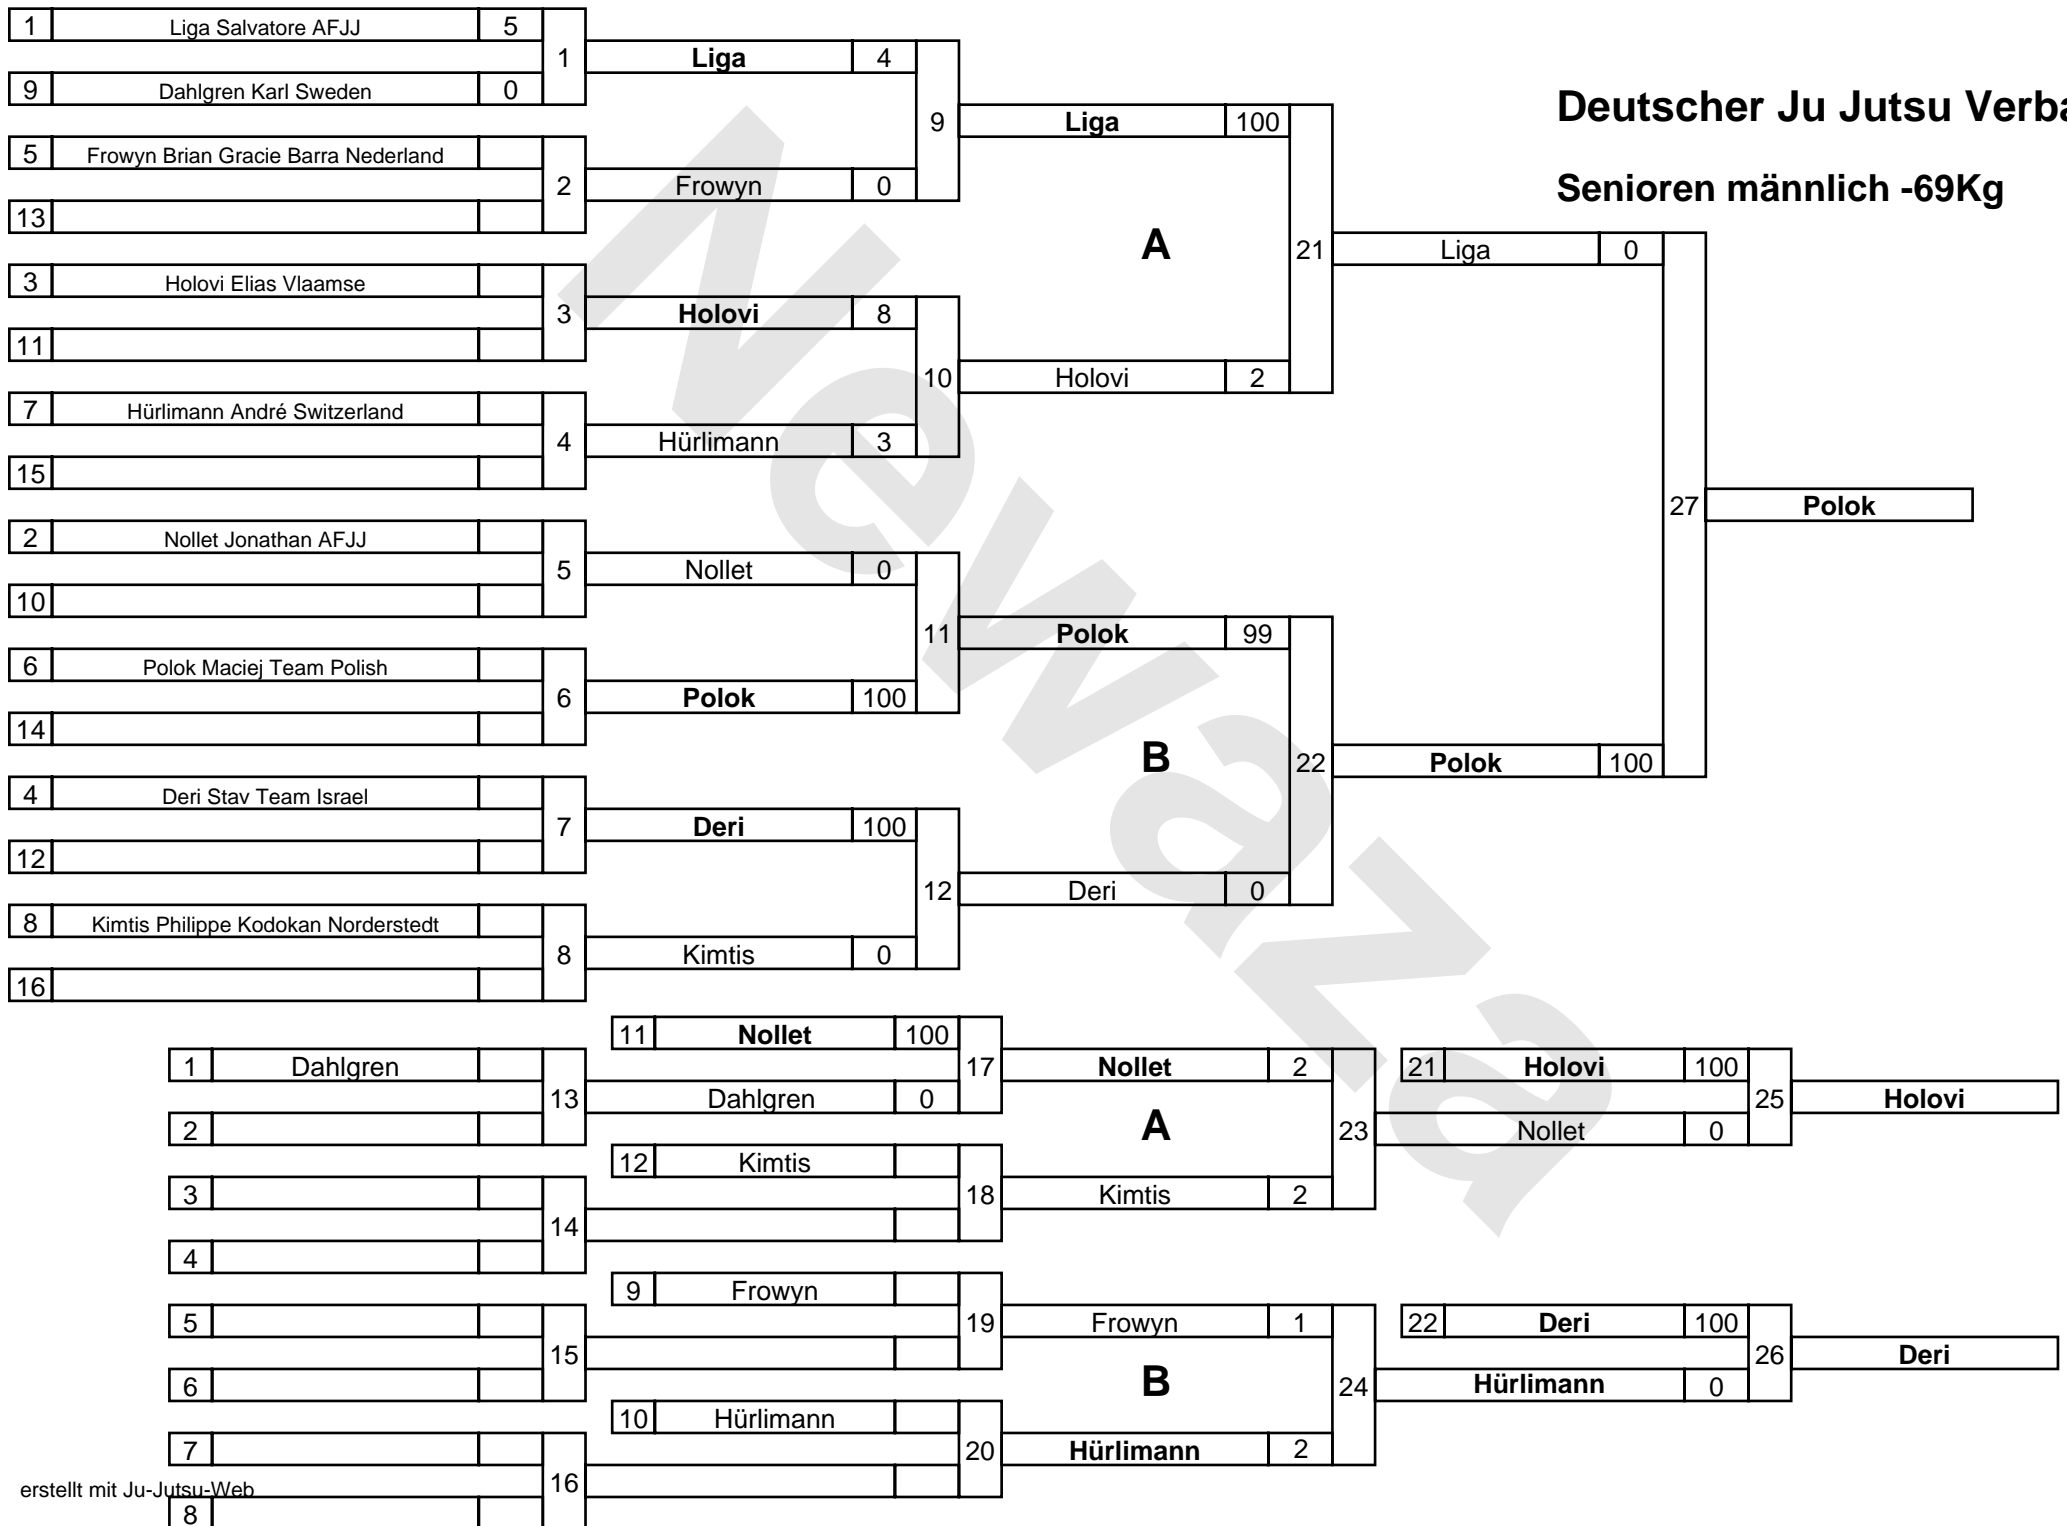 1 Liga Salvatore AFJJ 5
1 Liga 4
9 Dahlgren Karl Sweden 0
Deutscher Ju Jutsu Verba
9 Liga 100
5 Frowyn Brian Gracie Barra Nederland
2 Frowyn 0
Senioren männlich -69Kg
13
A 21 Liga 0
3 Holovi Elias Vlaamse
3 Holovi 8
11
10 Holovi 2
7 Hürlimann André Switzerland
4 Hürlimann 3
15
27 Polok
2 Nollet Jonathan AFJJ
5 Nollet 0
10
11 Polok 99
6 Polok Maciej Team Polish
6 Polok 100
14
B 22 Polok 100
4 Deri Stav Team Israel
7 Deri 100
12
12 Deri 0
8 Kimtis Philippe Kodokan Norderstedt
8 Kimtis 0
16
11 Nollet 100
1 Dahlgren 17 Nollet 2 21 Holovi 100
13 Dahlgren 0 25 Holovi
2 A 23 Nollet 0
12 Kimtis
3 18 Kimtis 2
14
4
9 Frowyn
5 19 Frowyn 1 22 Deri 100
15 26 Deri
6 B 24 Hürlimann 0
10 Hürlimann
7 20 Hürlimann 2
16
erstellt mit Ju-Jutsu-Web
8
Newaza